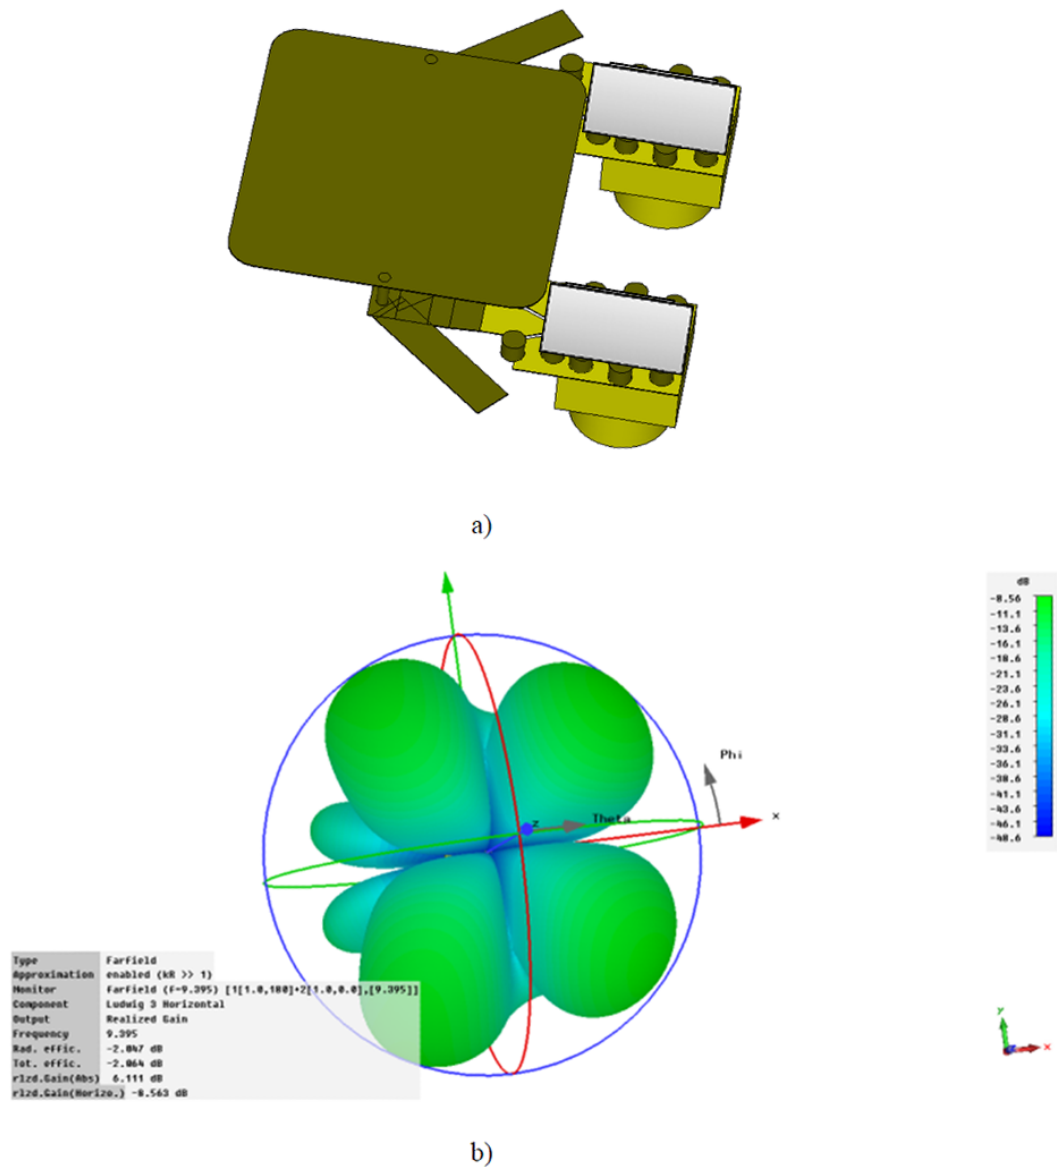 a)
dB
-8.56
-11.1
-13.6
-16.1
-18.6
-21.1
-23.6
-26.1
-28.6
-31.1
-33.6
-36.1
-38.6
-41.1
-43.6
-46.1
-48.6
Phi
x
z
Theta
Type Farfield
Approximation enabled (kR >> 1)
Monitor Farfield (f=9.395) [1[1.0,180]+2[1.0,0.0],[9.395]]
Component Ludwig 3 Horizontal
Output Realized Gain
Frequency 9.395
Rad. effic. -2.047 dB
Tot. effic. -2.064 dB
rlzd.Gain(Abs) 6.111 dB
rlzd.Gain(Horizo.) -8.563 dB
y
x
b)